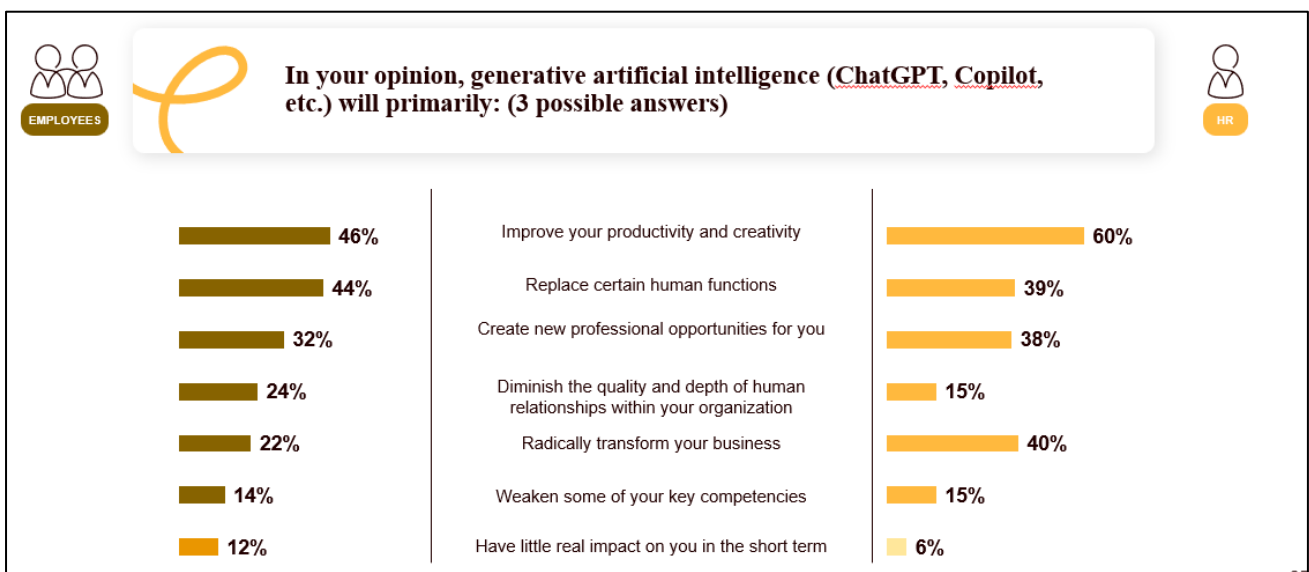 In your opinion, generative artificial intelligence (ChatGPT, Copilot,
etc.) will primarily: (3 possible answers)
EMPLOYEES
HR
46%
Improve your productivity and creativity
60%
44%
Replace certain human functions
39%
32%
Create new professional opportunities for you
38%
24%
Diminish the quality and depth of human
relationships within your organization
15%
22%
Radically transform your business
40%
14%
Weaken some of your key competencies
15%
12%
Have little real impact on you in the short term
6%